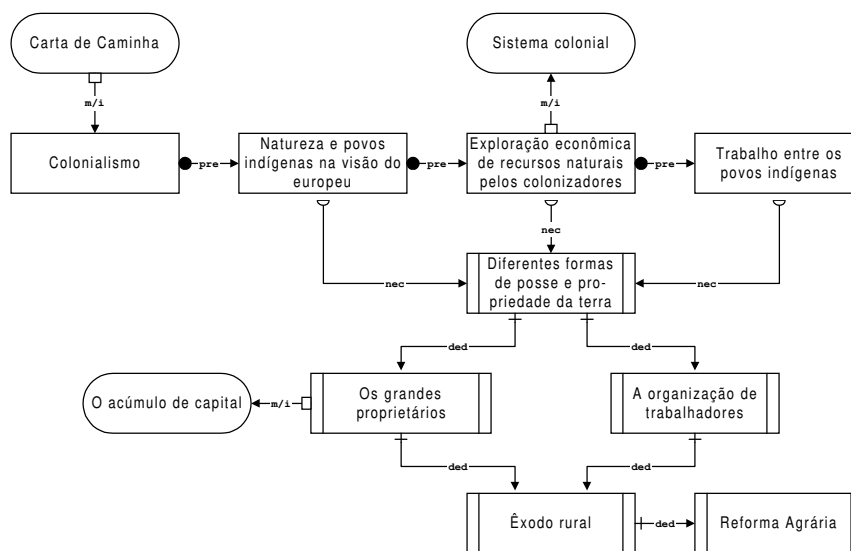 Carta de Caminha
Sistema colonial
m/i
m/i
Colonialismo
pre
Natureza e povos
indígenas na visão do
europeu
pre
Exploração econômica
de recursos naturais
pelos colonizadores
pre
Trabalho entre os
povos indígenas
nec
nec
Diferentes formas
de posse e pro-
priedade da terra
nec
ded
ded
O acúmulo de capital
m/i
Os grandes
proprietários
A organização de
trabalhadores
ded
ded
Êxodo rural
ded
Reforma Agrária